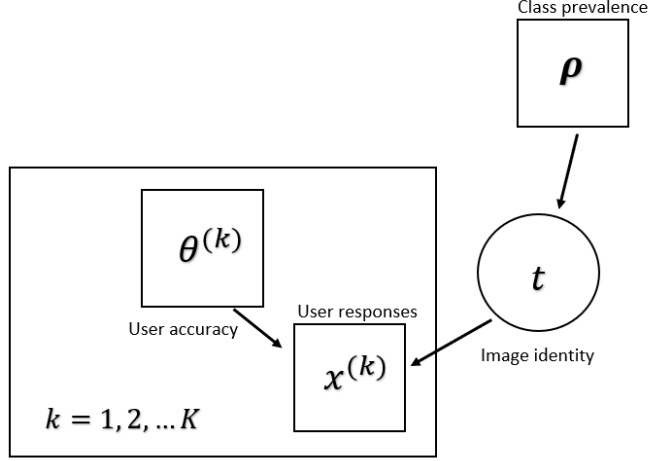 Class prevalence
ρ
θ^(k)
User accuracy
User responses
x^(k)
t
Image identity
k = 1, 2, ... K